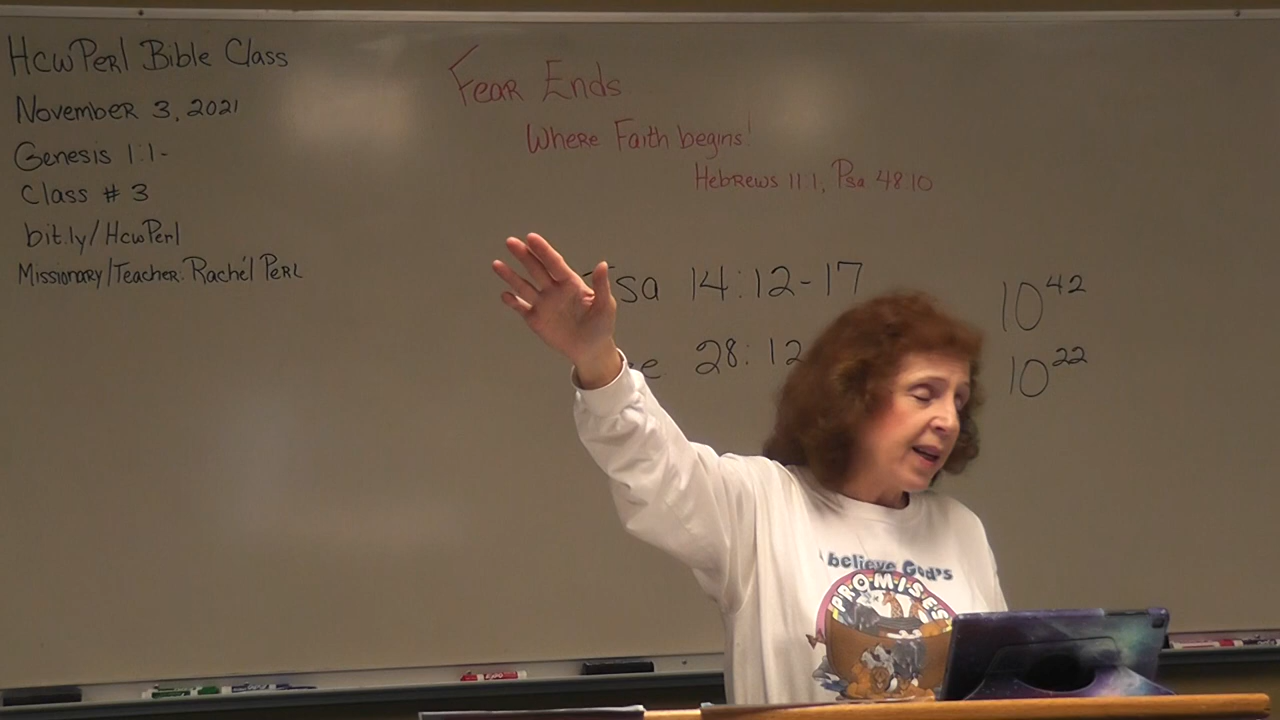 HcwPerl Bible Class
November 3, 2021
Genesis 1:1-
Class # 3
bit.ly/HcwPerl
Missionary/Teacher: Rachél Perl
Fear Ends
Where Faith begins!
Hebrews 11:1, Psa 48:10
Isa 14:12-17
28:12
10⁴²
10²²
believe God's
PROMISES
EXPO